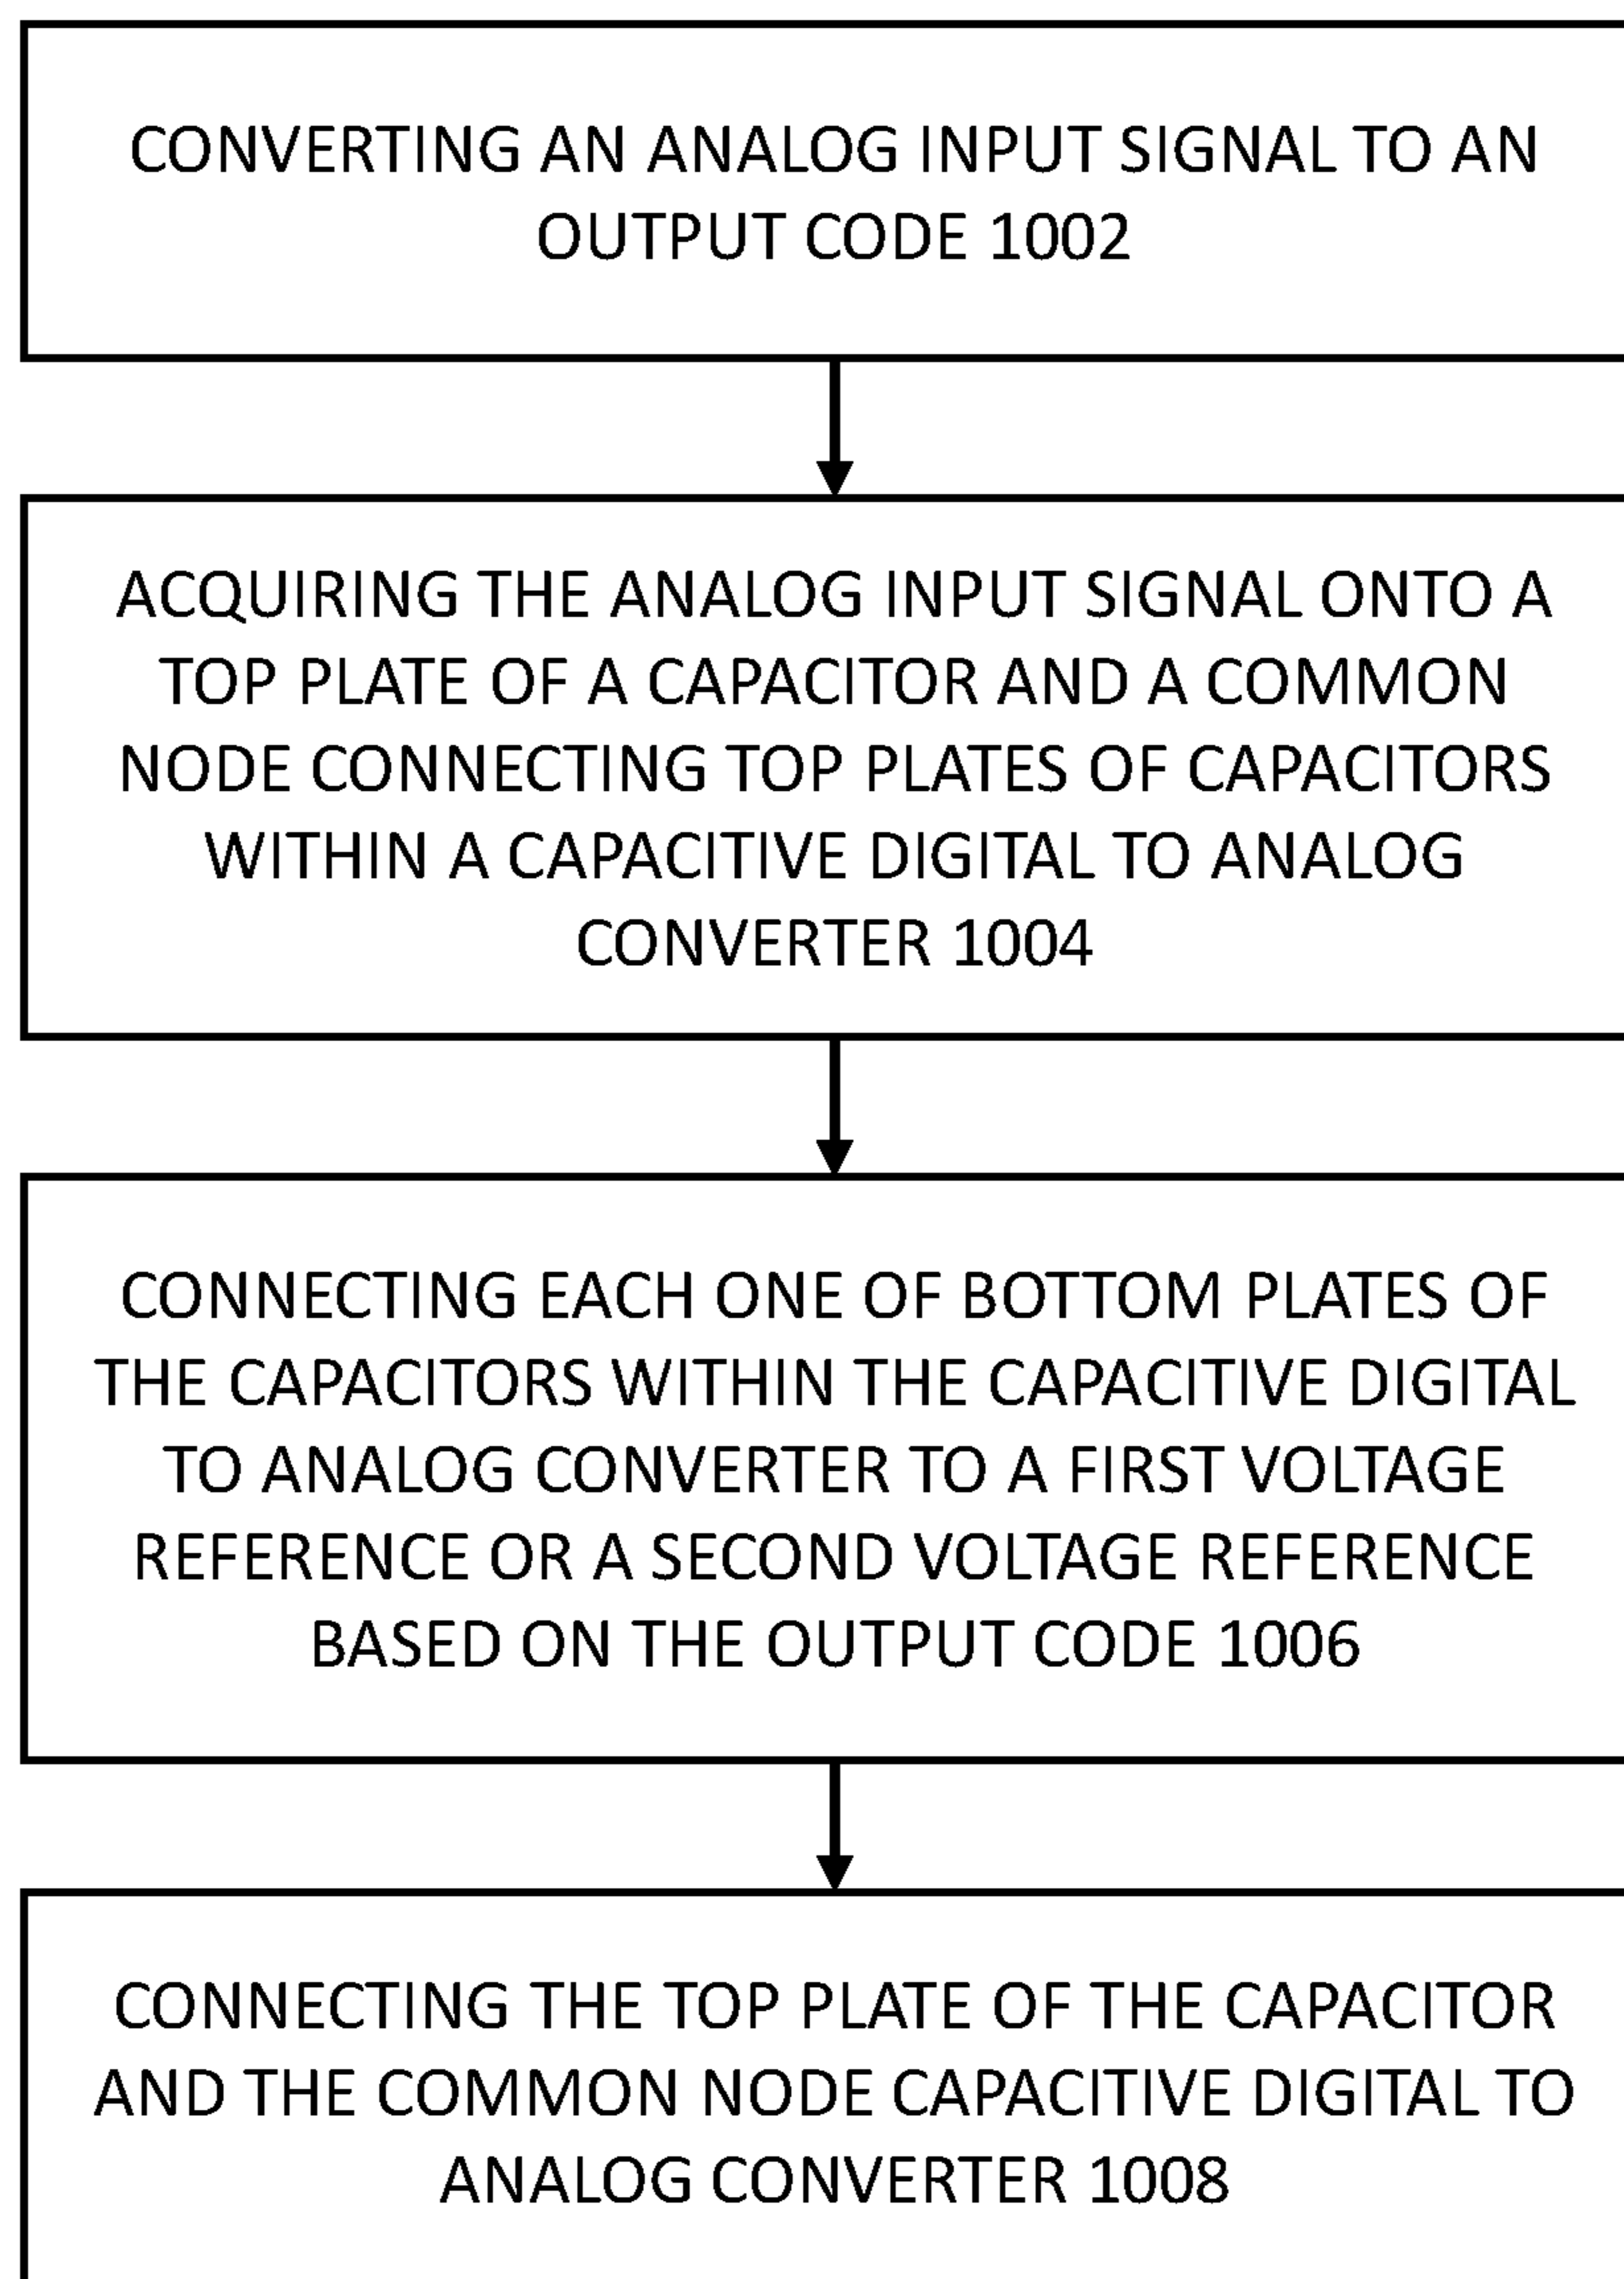 CONVERTING AN ANALOG INPUT SIGNAL TO AN
OUTPUT CODE 1002
ACQUIRING THE ANALOG INPUT SIGNAL ONTO A
TOP PLATE OF A CAPACITOR AND A COMMON
NODE CONNECTING TOP PLATES OF CAPACITORS
WITHIN A CAPACITIVE DIGITAL TO ANALOG
CONVERTER 1004
CONNECTING EACH ONE OF BOTTOM PLATES OF
THE CAPACITORS WITHIN THE CAPACITIVE DIGITAL
TO ANALOG CONVERTER TO A FIRST VOLTAGE
REFERENCE OR A SECOND VOLTAGE REFERENCE
BASED ON THE OUTPUT CODE 1006
CONNECTING THE TOP PLATE OF THE CAPACITOR
AND THE COMMON NODE CAPACITIVE DIGITAL TO
ANALOG CONVERTER 1008